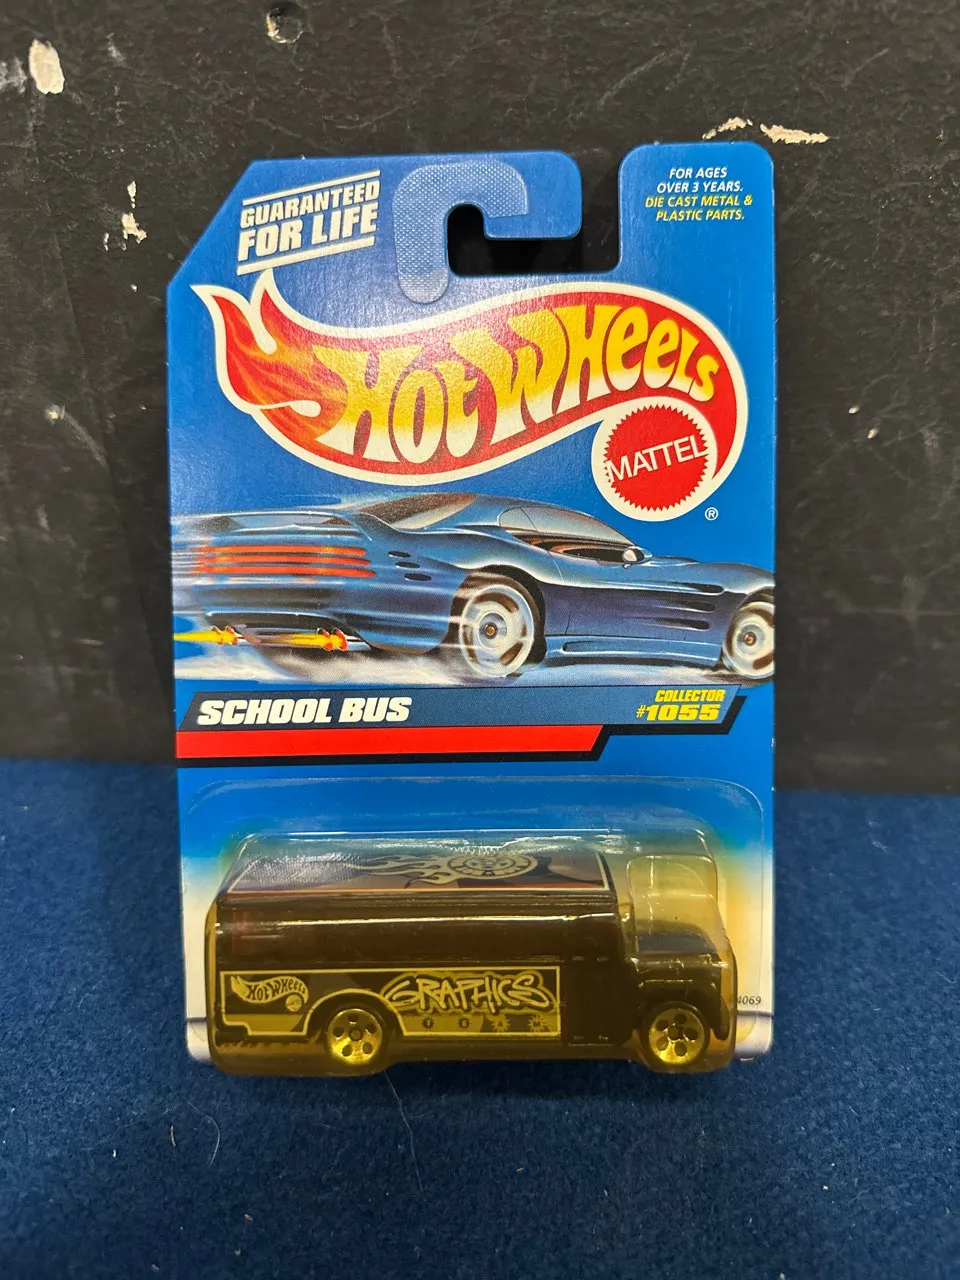 GUARANTEED
FOR LIFE
FOR AGES
OVER 3 YEARS.
DIE CAST METAL &
PLASTIC PARTS.
HOT WHEELS
MATTEL
®
SCHOOL BUS
COLLECTOR
#1055
HOT WHEELS
GRAPHICS
TEAM
4069